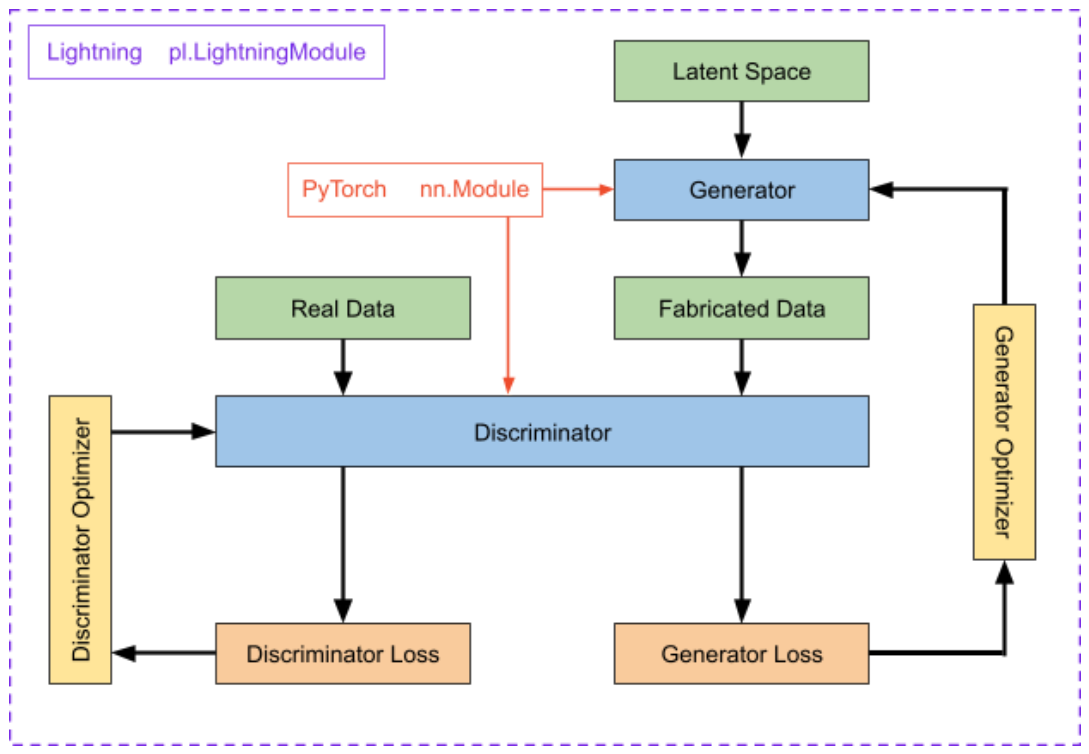 Lightning pl.LightningModule
Latent Space
PyTorch nn.Module
Generator
Real Data
Fabricated Data
Generator Optimizer
Discriminator Optimizer
Discriminator
Discriminator Loss
Generator Loss